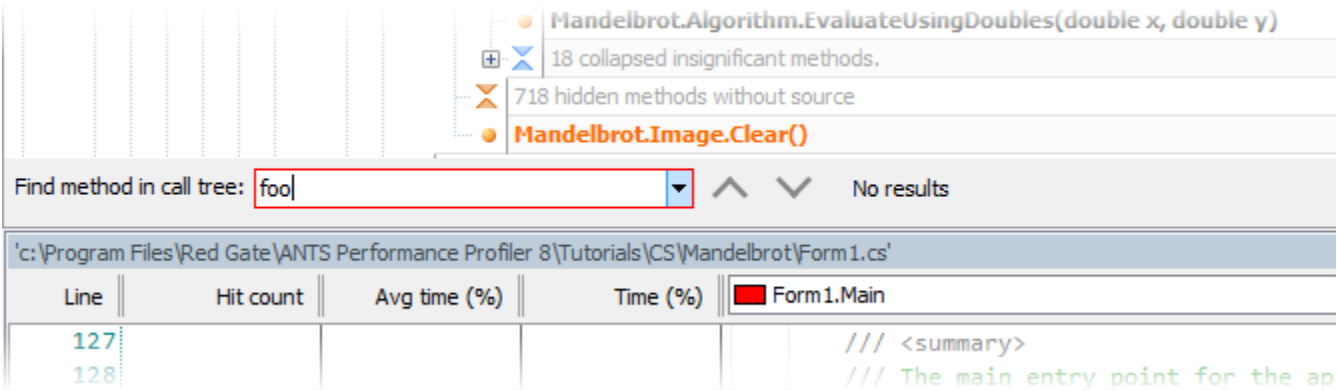 Mandelbrot.Algorithm.EvaluateUsingDoubles(double x, double y)
18 collapsed insignificant methods.
718 hidden methods without source
Mandelbrot.Image.Clear()
Find method in call tree: foo No results
'c:\Program Files\Red Gate\ANTS Performance Profiler 8\Tutorials\CS\Mandelbrot\Form1.cs'
Line Hit count Avg time (%) Time (%) Form1.Main
127 /// <summary>
128 /// The main entry point for the ap